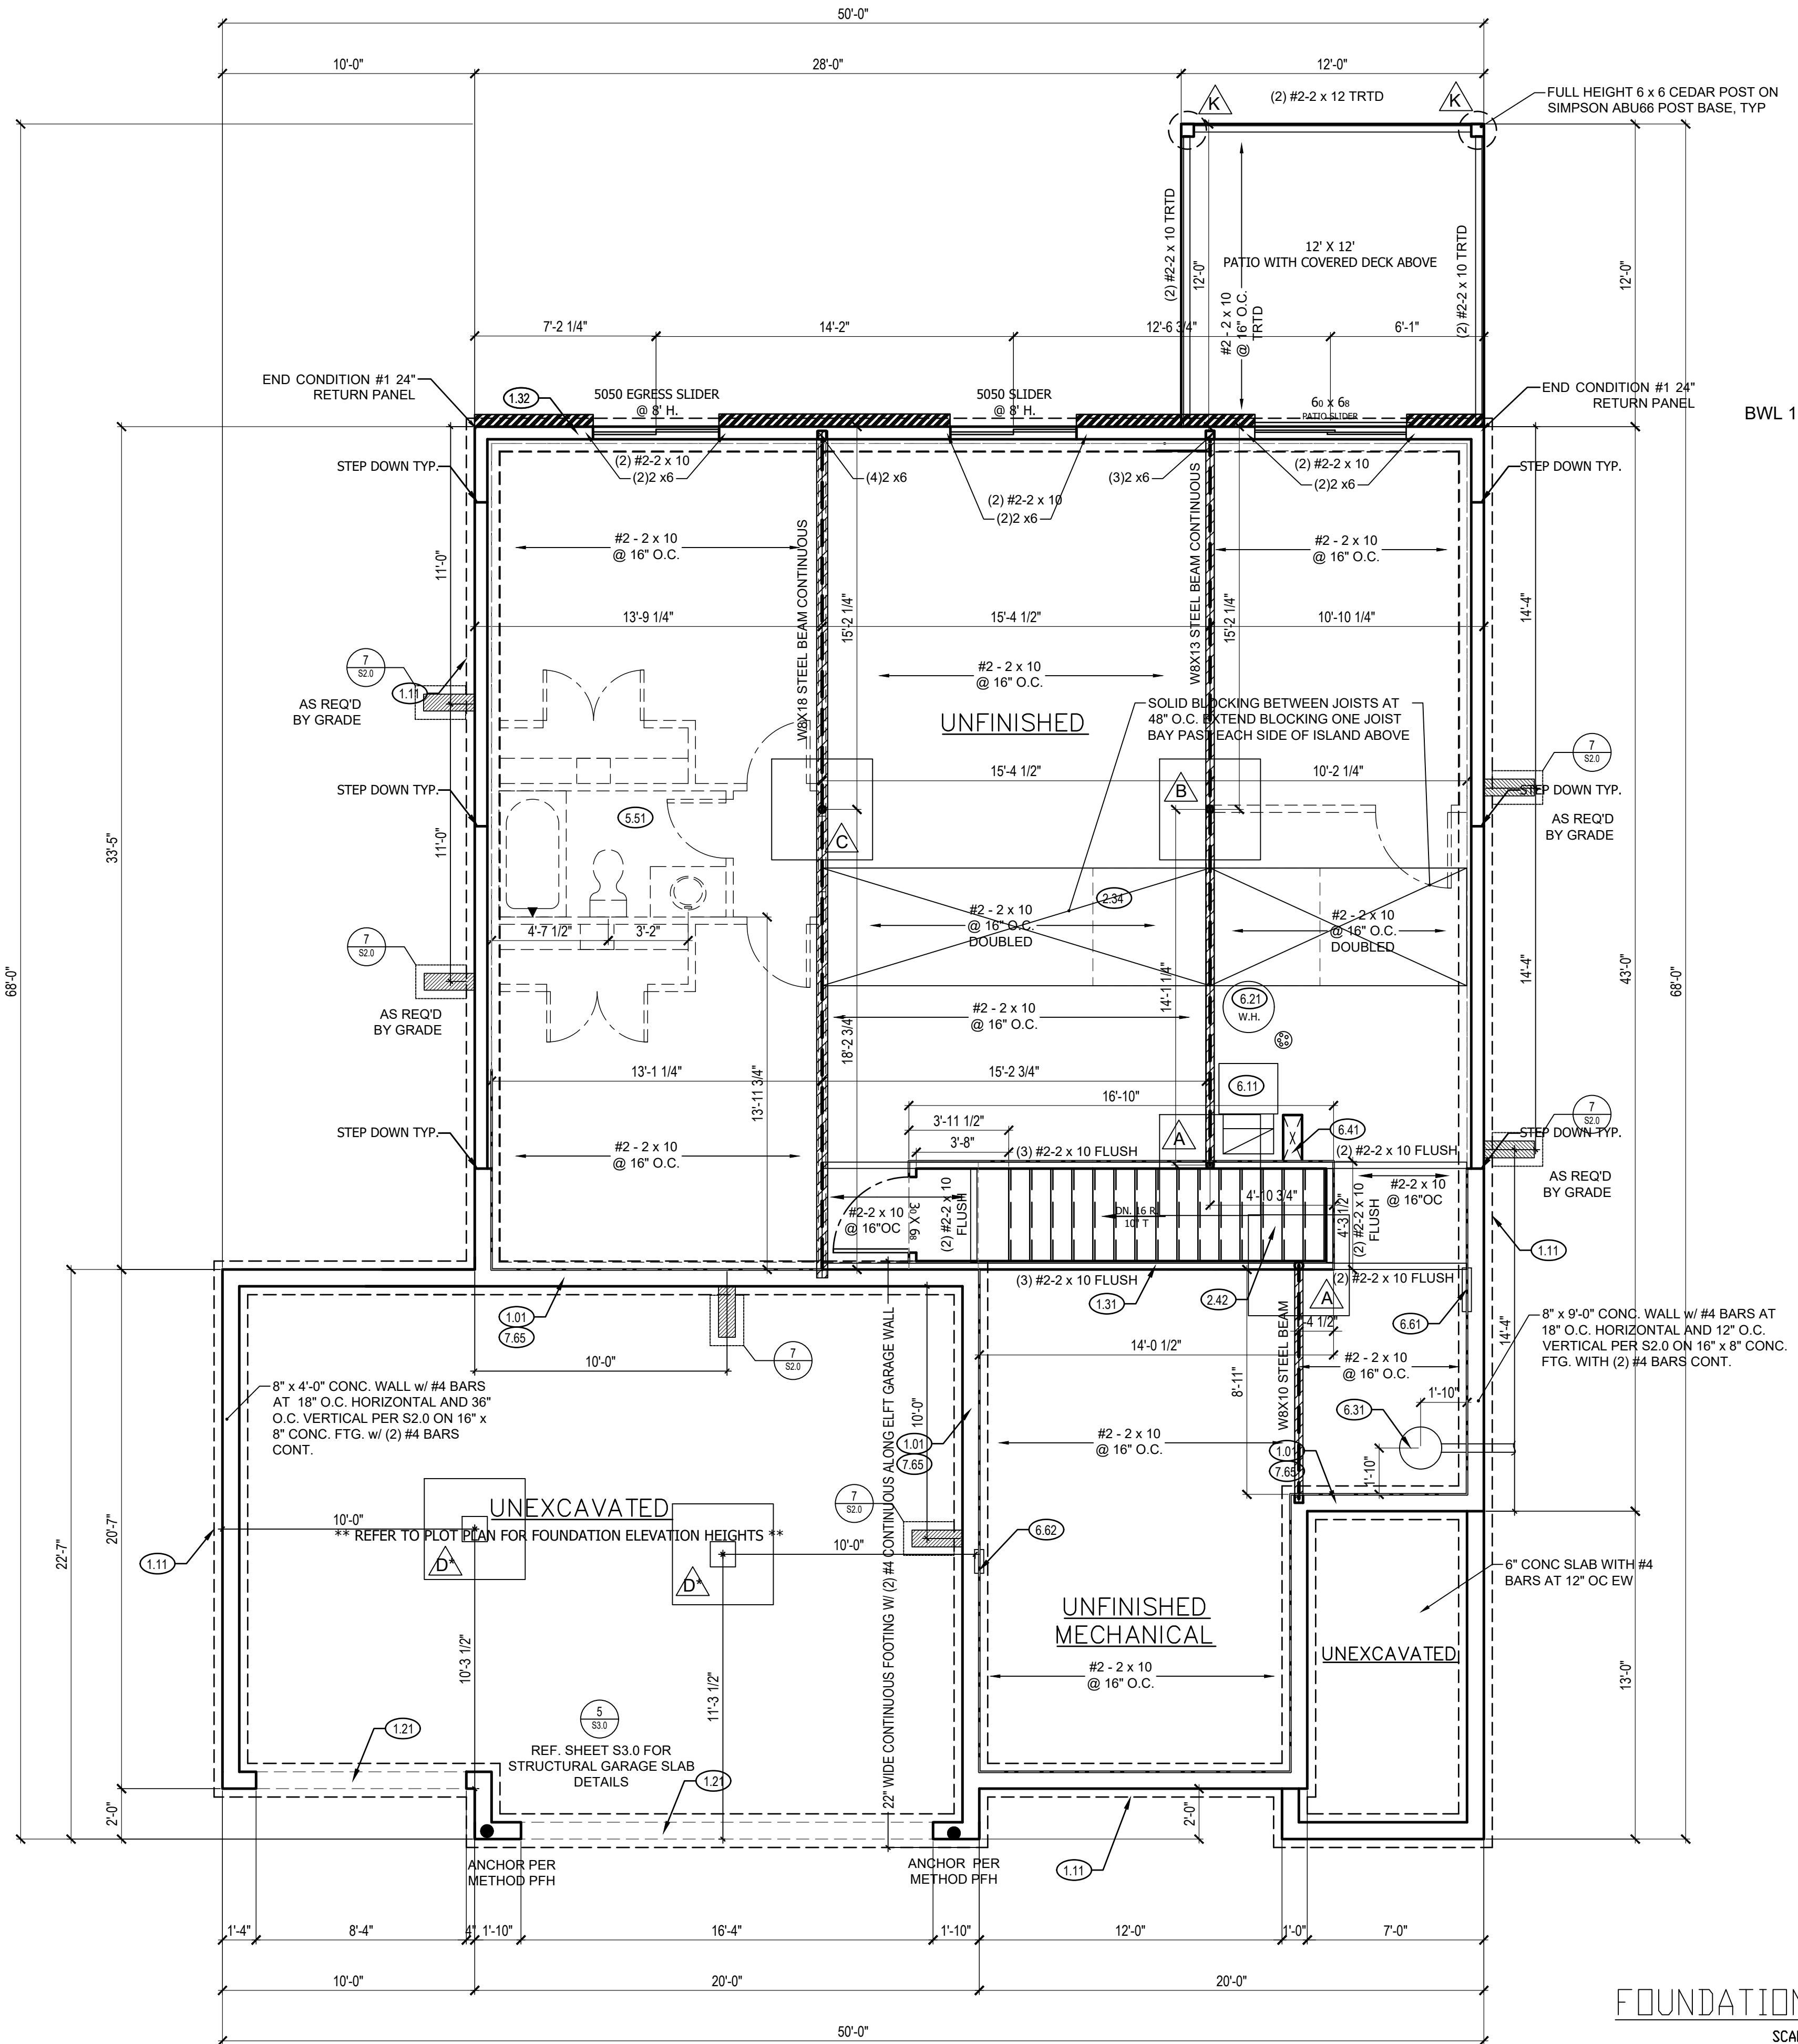 50'-0"
10'-0"
28'-0"
12'-0"
K
(2) #2-2 x 12 TRTD
K
FULL HEIGHT 6 x 6 CEDAR POST ON
SIMPSON ABU66 POST BASE, TYP
(2) #2-2 x 10 TRTD
12'-0"
12' X 12'
PATIO WITH COVERED DECK ABOVE
#2 - 2 x 10
@ 16" O.C.
TRTD
(2) #2-2 x 10 TRTD
12'-0"
7'-2 1/4"
14'-2"
12'-6 3/4"
6'-1"
END CONDITION #1 24"
RETURN PANEL
1.32
5050 EGRESS SLIDER
@ 8' H.
5050 SLIDER
@ 8' H.
60 x 68
PATIO SLIDER
END CONDITION #1 24"
RETURN PANEL
BWL 1
STEP DOWN TYP.
(2) #2-2 x 10
(2)2 x6
(4)2 x6
(2) #2-2 x 10
(2)2 x6
(3)2 x6
(2) #2-2 x 10
(2)2 x6
STEP DOWN TYP.
#2 - 2 x 10
@ 16" O.C.
W8X18 STEEL BEAM CONTINUOUS
W8X13 STEEL BEAM CONTINUOUS
#2 - 2 x 10
@ 16" O.C.
11'-0"
13'-9 1/4"
15'-2 1/4"
15'-4 1/2"
15'-2 1/4"
10'-10 1/4"
14'-4"
7
S2.0
1.11
AS REQ'D
BY GRADE
#2 - 2 x 10
@ 16" O.C.
UNFINISHED
SOLID BLOCKING BETWEEN JOISTS AT
48" O.C. EXTEND BLOCKING ONE JOIST
BAY PAST EACH SIDE OF ISLAND ABOVE
7
S2.0
15'-4 1/2"
10'-2 1/4"
STEP DOWN TYP.
5.51
C
B
STEP DOWN TYP.
AS REQ'D
BY GRADE
33'-5"
11'-0"
2.34
#2 - 2 x 10
@ 16" O.C.
DOUBLED
#2 - 2 x 10
@ 16" O.C.
DOUBLED
7
S2.0
4'-7 1/2"
3'-2"
68'-0"
14'-1 1/4"
14'-4"
43'-0"
68'-0"
AS REQ'D
BY GRADE
#2 - 2 x 10
@ 16" O.C.
6.21
W.H.
18'-2 3/4"
13'-1 1/4"
15'-2 3/4"
13'-11 3/4"
6.11
16'-10"
3'-11 1/2"
3'-8"
7
S2.0
STEP DOWN TYP.
#2 - 2 x 10
@ 16" O.C.
(3) #2-2 x 10 FLUSH
A
X
6.41
(2) #2-2 x 10 FLUSH
STEP DOWN TYP.
AS REQ'D
BY GRADE
#2-2 x 10
@ 16"OC
30 X 68
(2) #2-2 x 10
FLUSH
DN. 16 R
10" T
4'-10 3/4"
4'-3 1/2"
(2) #2-2 x 10
FLUSH
#2-2 x 10
@ 16"OC
1.11
(3) #2-2 x 10 FLUSH
1.31
2.42
A
(2) #2-2 x 10 FLUSH
6.61
1.01
7.65
10'-0"
7
S2.0
14'-0 1/2"
8'-11"
W8X10 STEEL BEAM
#2 - 2 x 10
@ 16" O.C.
14'-4"
8" x 9'-0" CONC. WALL w/ #4 BARS AT
18" O.C. HORIZONTAL AND 12" O.C.
VERTICAL PER S2.0 ON 16" x 8" CONC.
FTG. WITH (2) #4 BARS CONT.
8" x 4'-0" CONC. WALL w/ #4 BARS
AT 18" O.C. HORIZONTAL AND 36"
O.C. VERTICAL PER S2.0 ON 16" x
8" CONC. FTG. w/ (2) #4 BARS
CONT.
22" WIDE CONTINUOUS FOOTING W/ (2) #4 CONTINUOUS ALONG ELFT GARAGE WALL
10'-0"
1.01
7.65
#2 - 2 x 10
@ 16" O.C.
1.01
7.65
6.31
1'-10"
1'-10"
UNEXCAVATED
** REFER TO PLOT PLAN FOR FOUNDATION ELEVATION HEIGHTS **
10'-0"
D*
D*
7
S2.0
10'-0"
6.62
22'-7"
20'-7"
1.11
6" CONC SLAB WITH #4
BARS AT 12" OC EW
UNFINISHED
MECHANICAL
UNEXCAVATED
10'-3 1/2"
11'-3 1/2"
#2 - 2 x 10
@ 16" O.C.
13'-0"
5
S3.0
REF. SHEET S3.0 FOR
STRUCTURAL GARAGE SLAB
DETAILS
1.21
1.21
2'-0"
2'-0"
ANCHOR PER
METHOD PFH
ANCHOR PER
METHOD PFH
1.11
1'-4"
8'-4"
4"
1'-10"
16'-4"
1'-10"
12'-0"
1'-0"
7'-0"
10'-0"
20'-0"
20'-0"
50'-0"
FOUNDATION